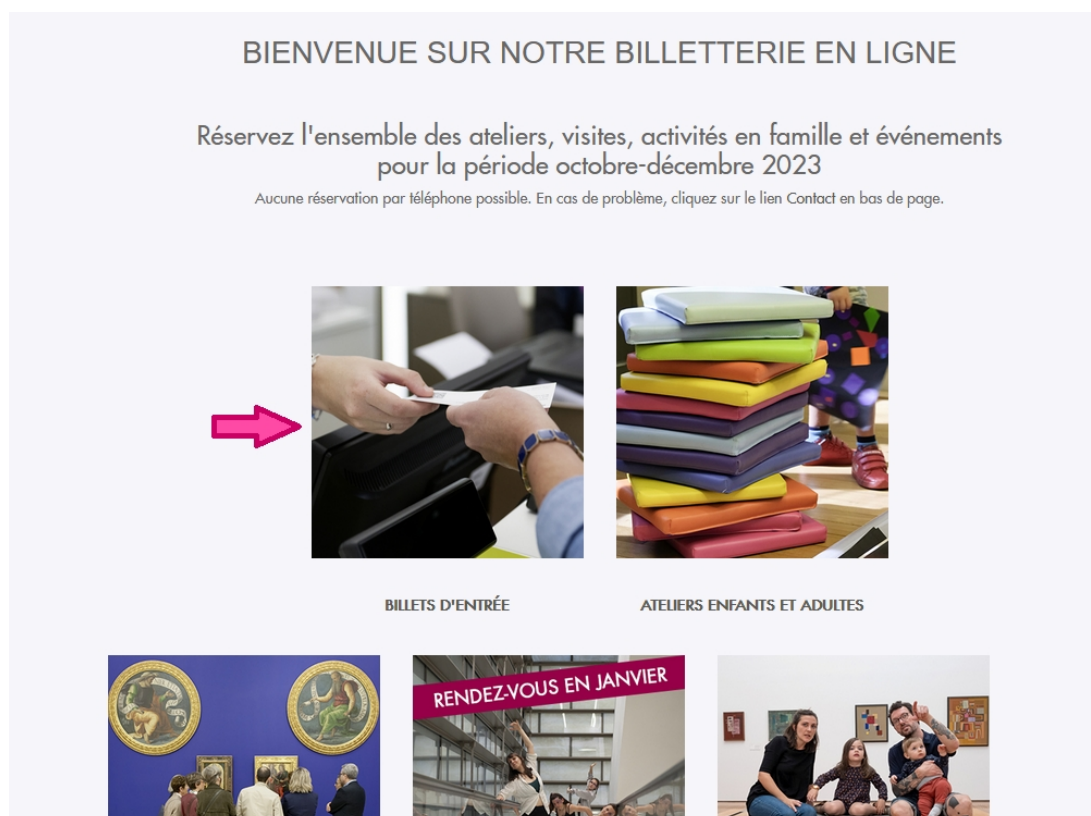 BIENVENUE SUR NOTRE BILLETTERIE EN LIGNE
Réservez l'ensemble des ateliers, visites, activités en famille et événements
pour la période octobre-décembre 2023
Aucune réservation par téléphone possible. En cas de problème, cliquez sur le lien Contact en bas de page.
BILLETS D'ENTRÉE
ATELIERS ENFANTS ET ADULTES
RENDEZ-VOUS EN JANVIER